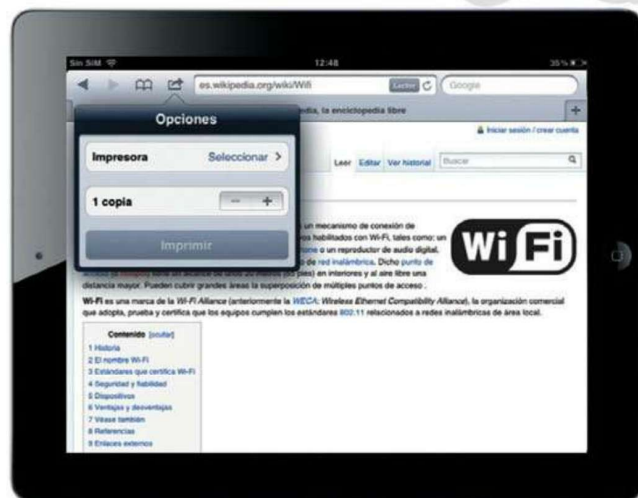 Sin SIM 12:48 35 %
es.wikipedia.org/wiki/Wifi Lector Google
edia, la enciclopedia libre
Opciones
Iniciar sesión / crear cuenta
Impresora Seleccionar >
Leer Editar Ver historial Buscar
1 copia - +
Imprimir
un mecanismo de conexión de
os habilitados con Wi-Fi, tales como: un
one o un reproductor de audio digital,
de red inalámbrica. Dicho punto de
en interiores y al aire libre una
distancia mayor. Pueden cubrir grandes áreas la superposición de múltiples puntos de acceso .
Wi Fi
Wi-Fi es una marca de la Wi-Fi Alliance (anteriormente la WECA: Wireless Ethernet Compatibility Alliance), la organización comercial
que adopta, prueba y certifica que los equipos cumplen los estándares 802.11 relacionados a redes inalámbricas de área local.
Contenido [ocultar]
1 Historia
2 El nombre Wi-Fi
3 Estándares que certifica Wi-Fi
4 Seguridad y fiabilidad
5 Dispositivos
6 Ventajas y desventajas
7 Véase también
8 Referencias
9 Enlaces externos